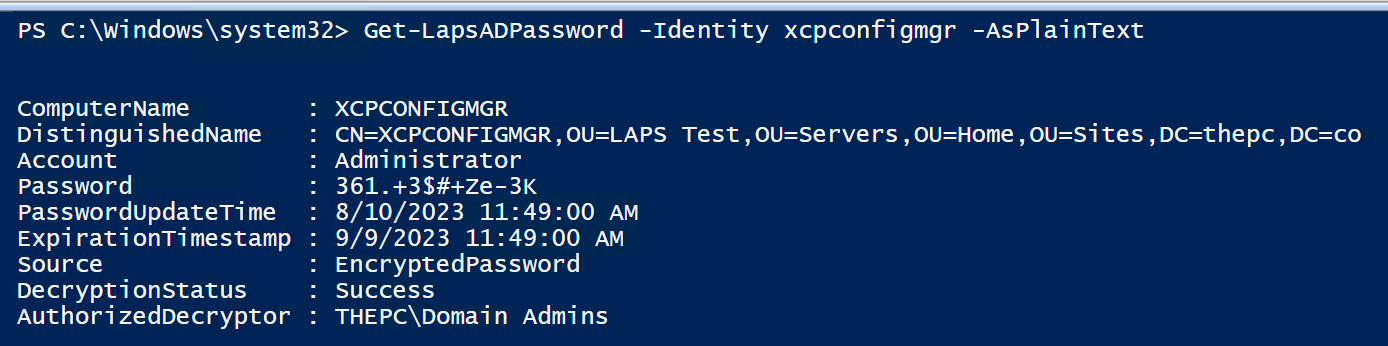 PS C:\Windows\system32> Get-LapsADPassword -Identity xcpconfigmgr -AsPlainText
ComputerName : XCPCONFIGMGR
DistinguishedName : CN=XCPCONFIGMGR,OU=LAPS Test,OU=Servers,OU=Home,OU=Sites,DC=thepc,DC=co
Account : Administrator
Password : 361.+3$#+Ze-3K
PasswordUpdateTime : 8/10/2023 11:49:00 AM
ExpirationTimestamp : 9/9/2023 11:49:00 AM
Source : EncryptedPassword
DecryptionStatus : Success
AuthorizedDecryptor : THEPC\Domain Admins